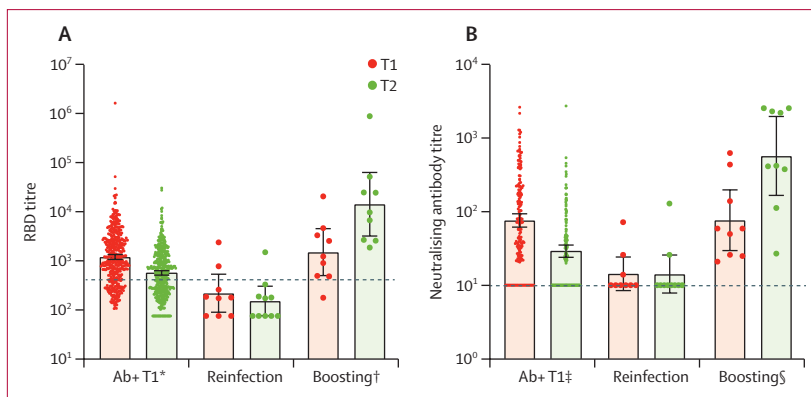 A
T1
T2
RBD titre
10⁷
10⁶
10⁵
10⁴
10³
10²
10¹
Ab+ T1*
Reinfection
Boosting†
B
Neutralising antibody titre
10⁴
10³
10²
10¹
10⁰
Ab+ T1‡
Reinfection
Boosting§